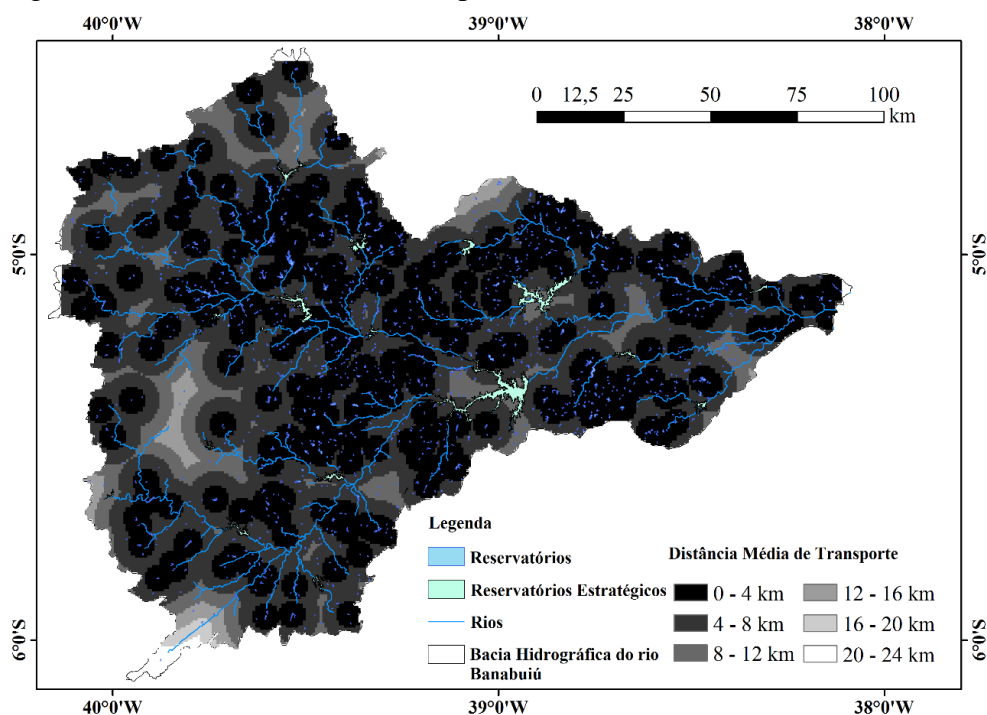 40°0'W 39°0'W 38°0'W
0 12,5 25 50 75 100
km
5°0'S 5°0'S
Legenda
Reservatórios
Reservatórios Estratégicos
Rios
Bacia Hidrográfica do rio
Banabuiú
Distância Média de Transporte
0 - 4 km 12 - 16 km
4 - 8 km 16 - 20 km
8 - 12 km 20 - 24 km
6°0'S 6°0'S
40°0'W 39°0'W 38°0'W